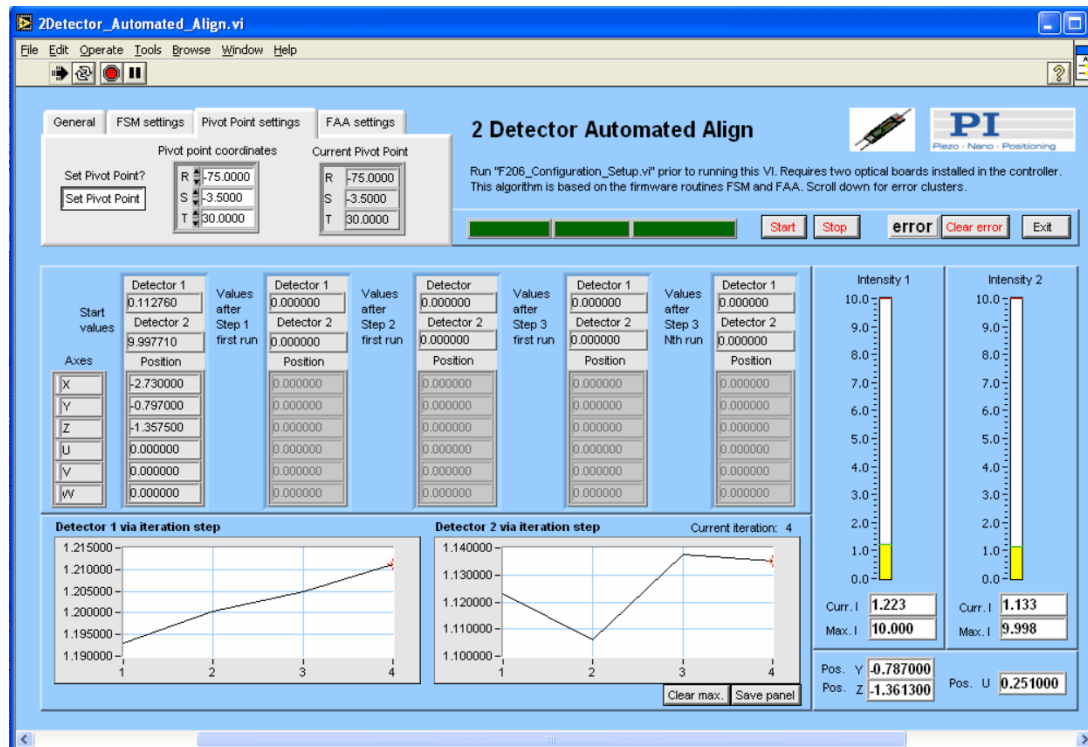 2Detector_Automated_Align.vi
File Edit Operate Tools Browse Window Help
General FSM settings Pivot Point settings FAA settings
Pivot point coordinates Current Pivot Point
Set Pivot Point?
Set Pivot Point
R -75.0000 R -75.0000
S -3.5000 S -3.5000
T 30.0000 T 30.0000
2 Detector Automated Align
PI
Piezo · Nano · Positioning
Run "F206_Configuration_Setup.vi" prior to running this VI. Requires two optical boards installed in the controller.
This algorithm is based on the firmware routines FSM and FAA. Scroll down for error clusters.
Start Stop error Clear error Exit
Start
values
Detector 1
0.112760
Detector 2
9.997710
Position
Axes
X -2.730000
Y -0.797000
Z -1.357500
U 0.000000
V 0.000000
W 0.000000
Values
after
Step 1
first run
Detector 1
0.000000
Detector 2
0.000000
Position
0.000000
0.000000
0.000000
0.000000
0.000000
0.000000
Values
after
Step 2
first run
Detector
0.000000
Detector 2
0.000000
Position
0.000000
0.000000
0.000000
0.000000
0.000000
0.000000
Values
after
Step 3
first run
Detector 1
0.000000
Detector 2
0.000000
Position
0.000000
0.000000
0.000000
0.000000
0.000000
0.000000
Values
after
Step 3
Nth run
Detector 1
0.000000
Detector 2
0.000000
Position
0.000000
0.000000
0.000000
0.000000
0.000000
0.000000
Intensity 1
10.0
9.0
8.0
7.0
6.0
5.0
4.0
3.0
2.0
1.0
0.0
Curr. I 1.223
Max. I 10.000
Intensity 2
10.0
9.0
8.0
7.0
6.0
5.0
4.0
3.0
2.0
1.0
0.0
Curr. I 1.133
Max. I 9.998
Detector 1 via iteration step
1.215000
1.210000
1.205000
1.200000
1.195000
1.190000
1 2 3 4
Detector 2 via iteration step Current iteration: 4
1.140000
1.130000
1.120000
1.110000
1.100000
1 2 3 4
Clear max. Save panel
Pos. Y -0.787000
Pos. Z -1.361300
Pos. U 0.251000